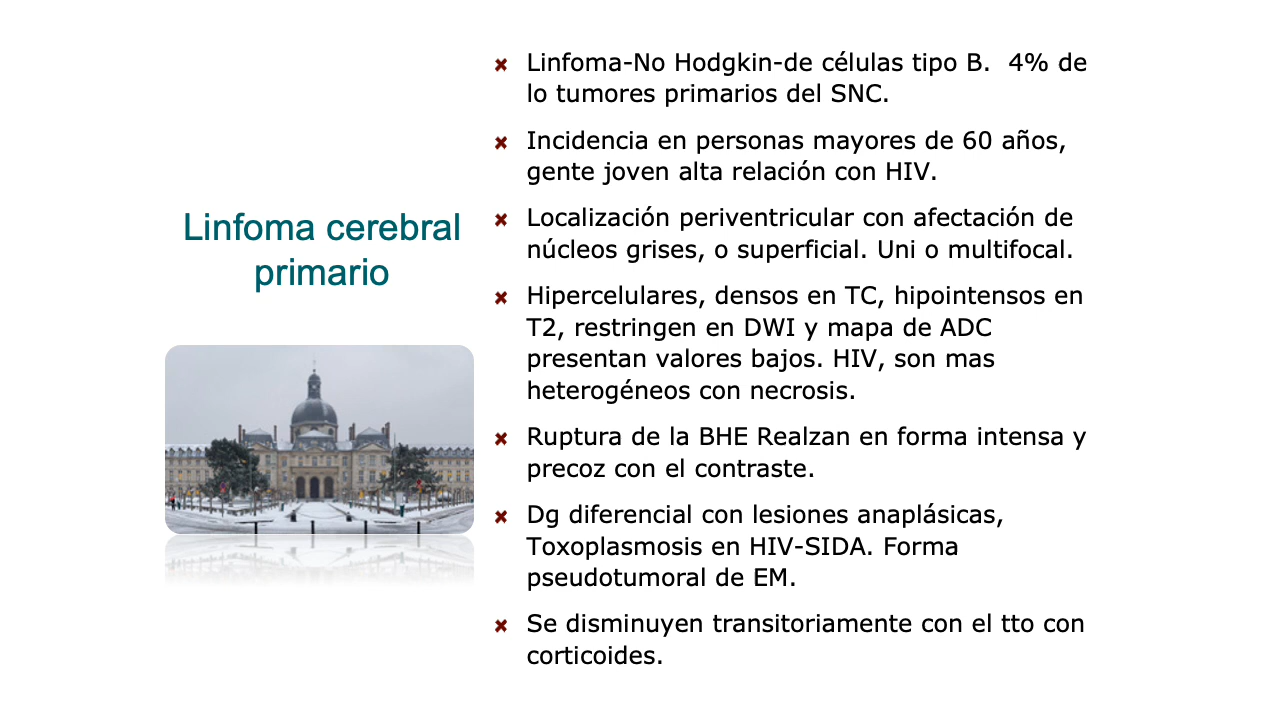 Linfoma cerebral
primario
Linfoma-No Hodgkin-de células tipo B.  4% de
lo tumores primarios del SNC.
Incidencia en personas mayores de 60 años,
gente joven alta relación con HIV.
Localización periventricular con afectación de
núcleos grises, o superficial. Uni o multifocal.
Hipercelulares, densos en TC, hipointensos en
T2, restringen en DWI y mapa de ADC
presentan valores bajos. HIV, son mas
heterogéneos con necrosis.
Ruptura de la BHE Realzan en forma intensa y
precoz con el contraste.
Dg diferencial con lesiones anaplásicas,
Toxoplasmosis en HIV-SIDA. Forma
pseudotumoral de EM.
Se disminuyen transitoriamente con el tto con
corticoides.